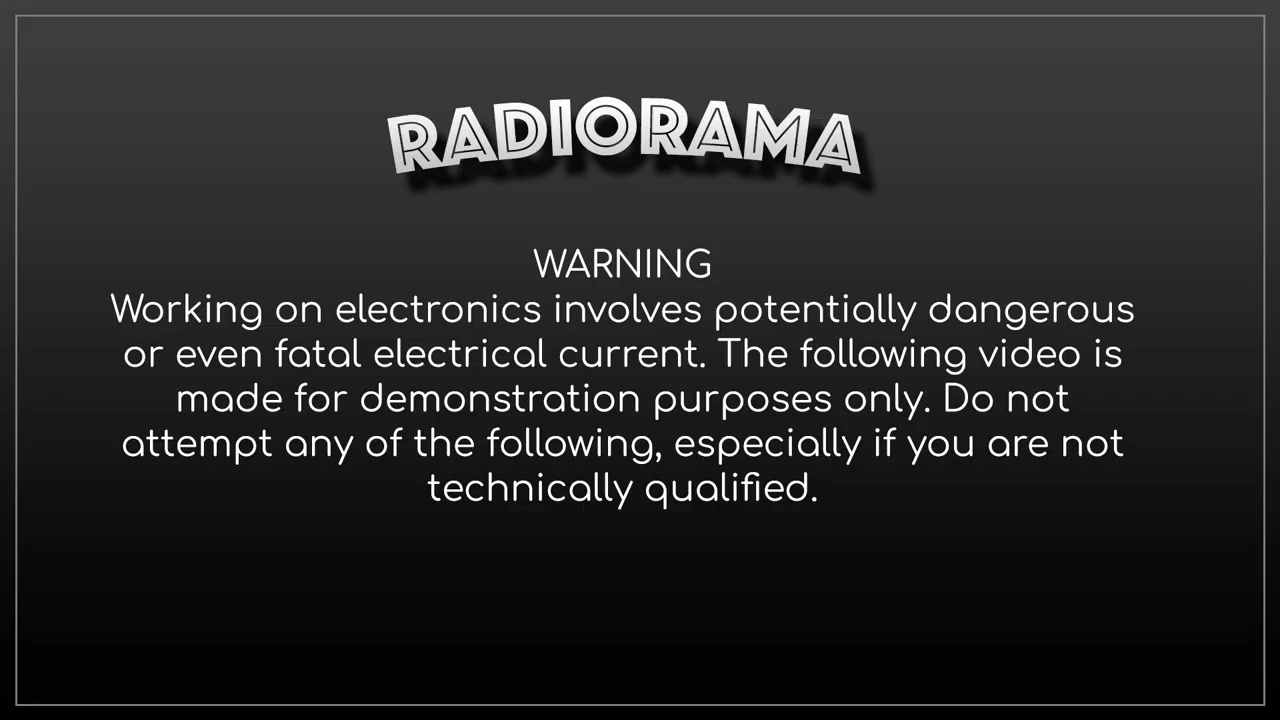 RADIORAMA
WARNING
Working on electronics involves potentially dangerous
or even fatal electrical current. The following video is
made for demonstration purposes only. Do not
attempt any of the following, especially if you are not
technically qualified.